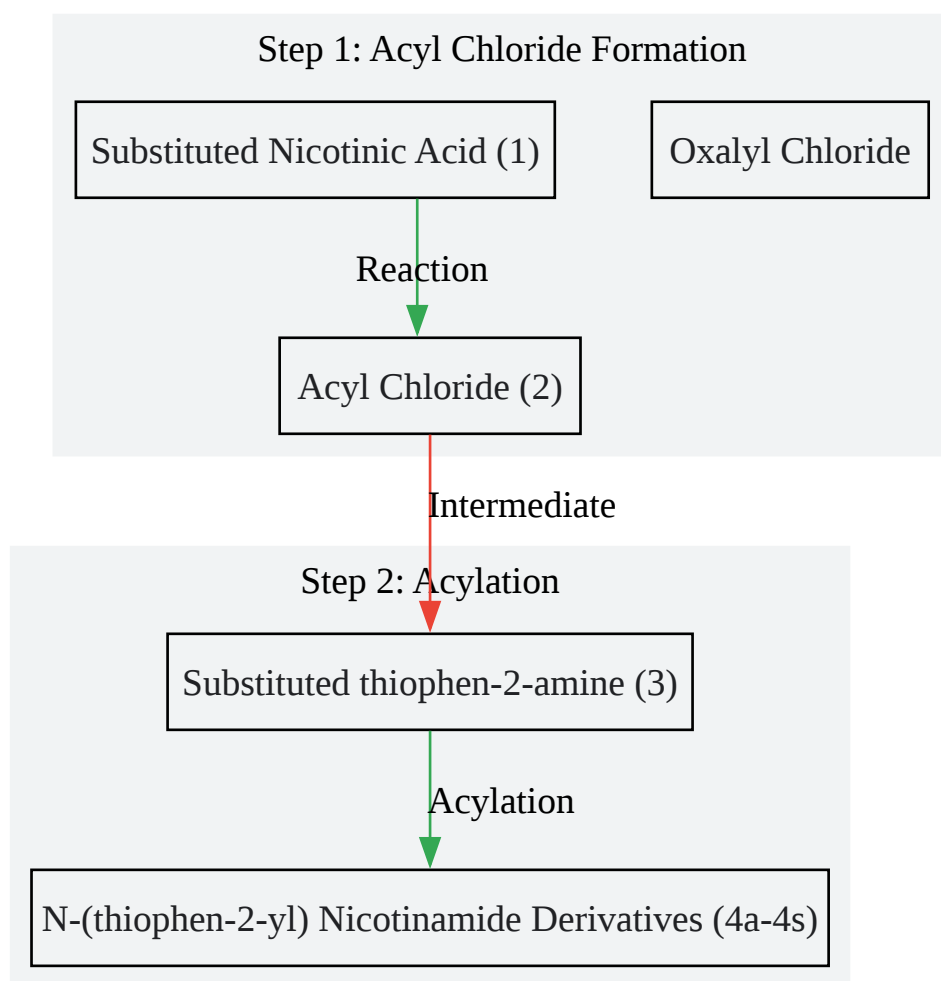 Step 1: Acyl Chloride Formation
Substituted Nicotinic Acid (1)
Oxalyl Chloride
Reaction
Acyl Chloride (2)
Intermediate
Step 2: Acylation
Substituted thiophen-2-amine (3)
Acylation
N-(thiophen-2-yl) Nicotinamide Derivatives (4a-4s)